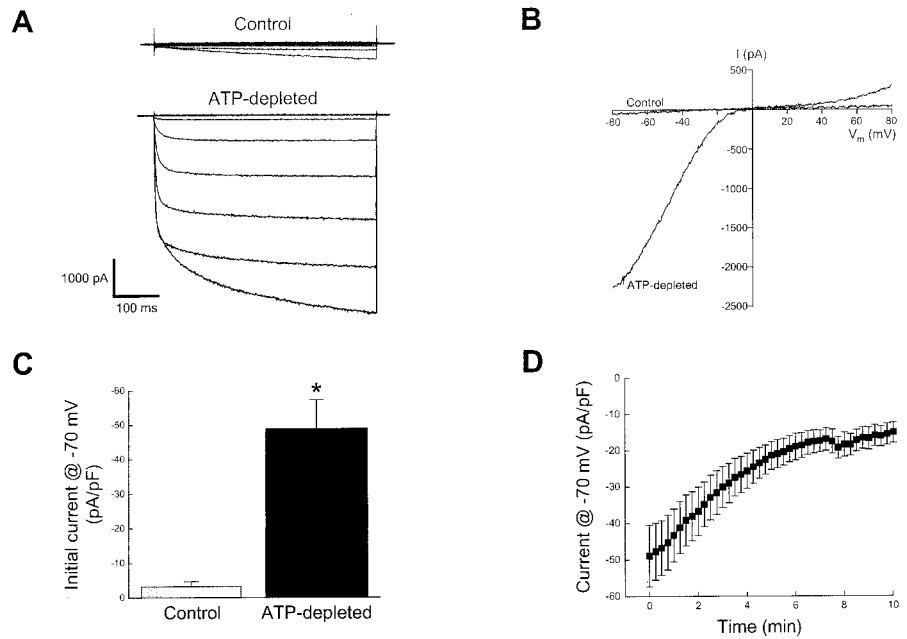 A
Control
ATP-depleted
1000 pA
100 ms
B
I (pA)
500
Control
-80
-60
-40
-20
20
40
60
80
Vm (mV)
-500
-1000
-1500
-2000
-2500
ATP-depleted
C
Initial current @ -70 mV
(pA/pF)
-60
-50
-40
-30
-20
-10
0
*
Control
ATP-depleted
D
Current @ -70 mV (pA/pF)
0
-10
-20
-30
-40
-50
-60
0
2
4
6
8
10
Time (min)